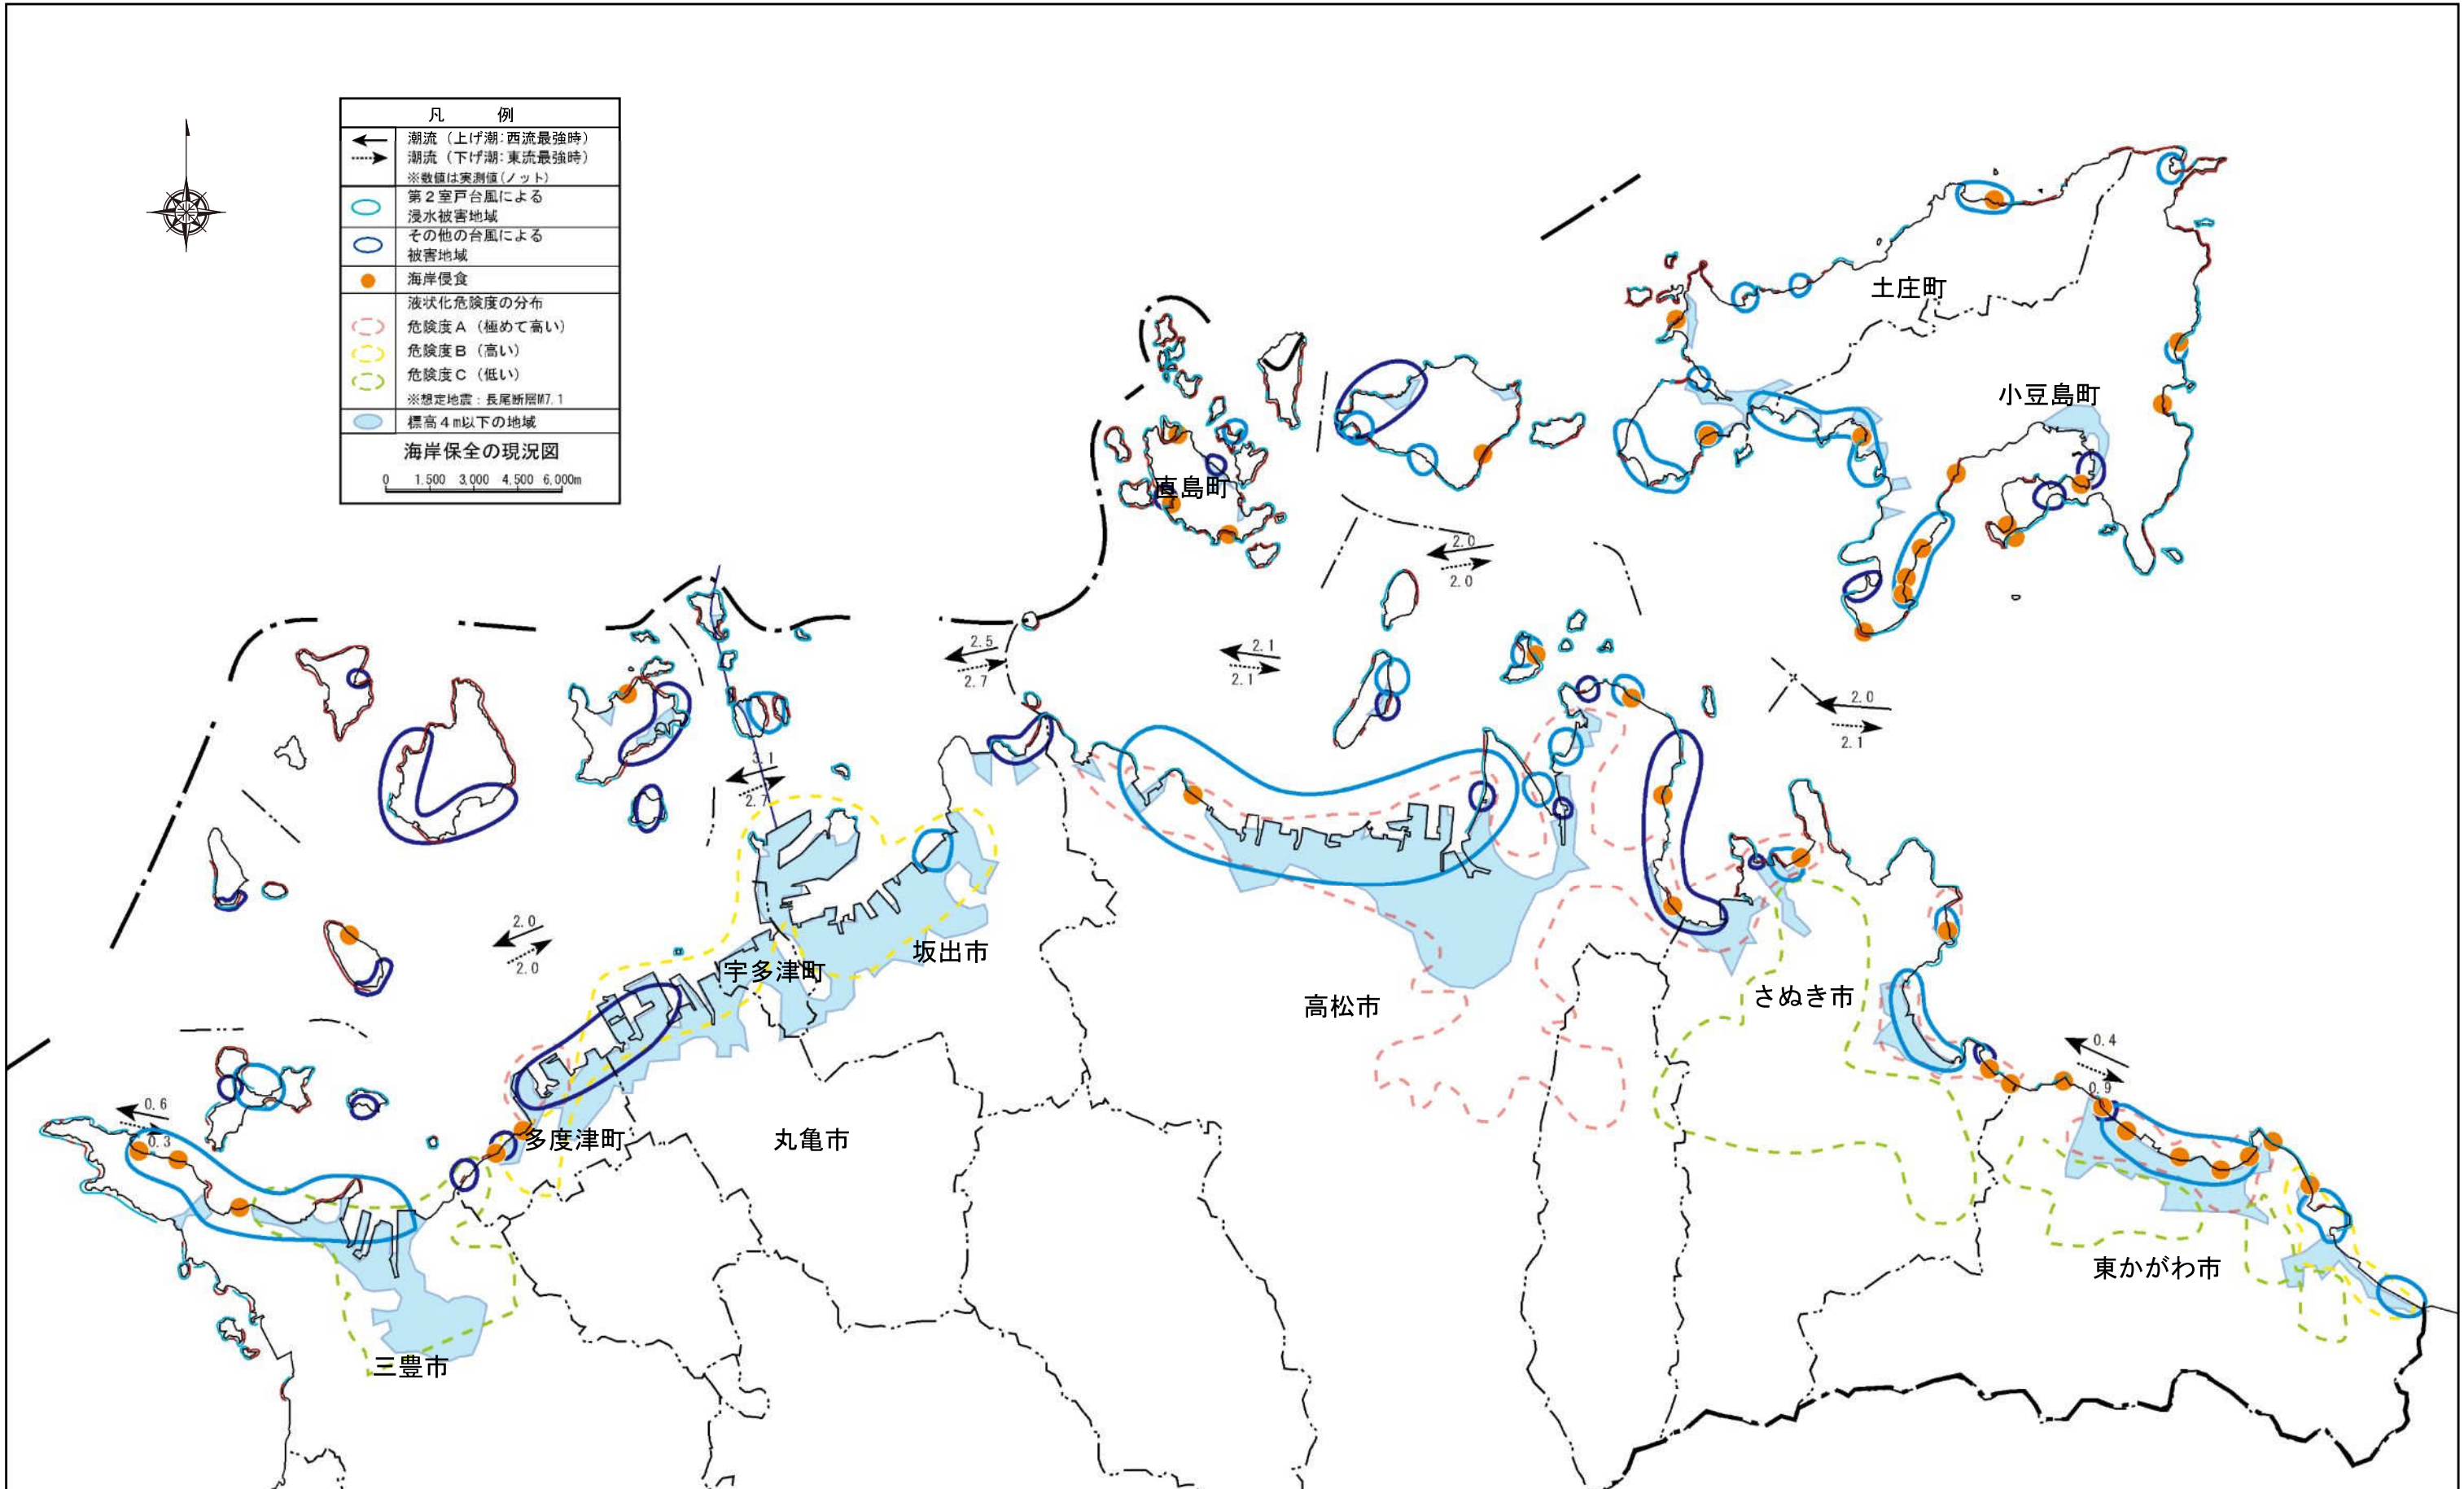 凡 例
潮流（上げ潮:西流最強時）
潮流（下げ潮:東流最強時）
※数値は実測値(ノット)
第２室戸台風による
浸水被害地域
その他の台風による
被害地域
海岸侵食
液状化危険度の分布
危険度Ａ（極めて高い）
危険度Ｂ（高い）
危険度Ｃ（低い）
※想定地震：長尾断層M7.1
標高４m以下の地域
海岸保全の現況図
0 1,500 3,000 4,500 6,000m
土庄町
小豆島町
直島町
2.0
2.0
2.5
2.7
2.1
2.1
2.0
2.1
3.1
2.7
2.0
2.0
坂出市
宇多津町
高松市
さぬき市
0.4
0.9
0.6
0.3
多度津町
丸亀市
東かがわ市
三豊市